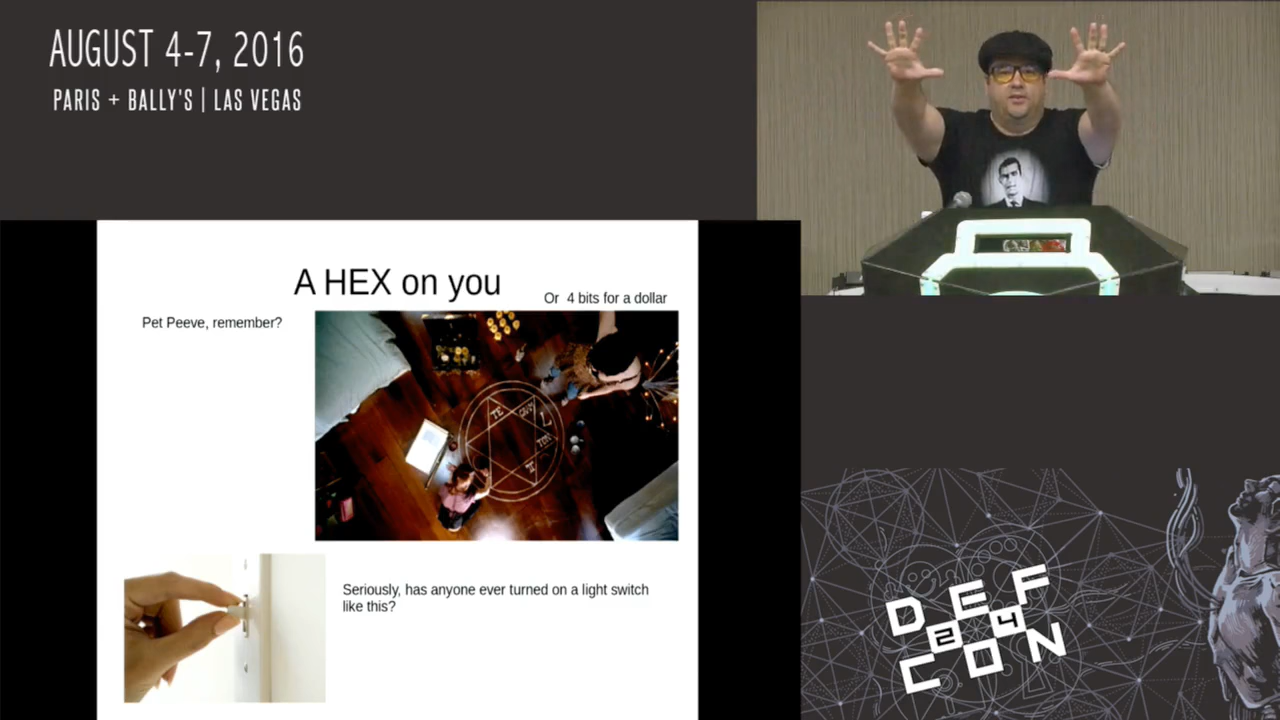 AUGUST 4-7, 2016
PARIS + BALLY'S | LAS VEGAS
A HEX on you
Or 4 bits for a dollar
Pet Peeve, remember?
Seriously, has anyone ever turned on a light switch
like this?
DEF
24
CON